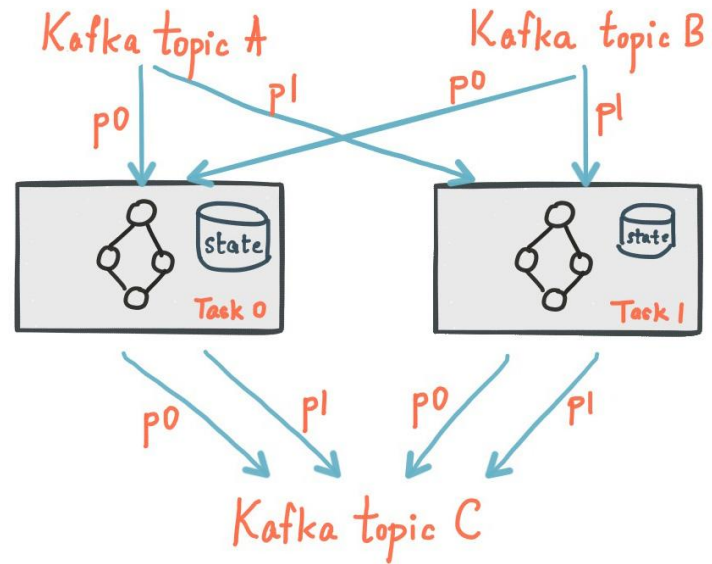 Kafka topic A
Kafka topic B
p0
p1
p0
p1
state
Task 0
state
Task 1
p0
p1
p0
p1
Kafka topic C